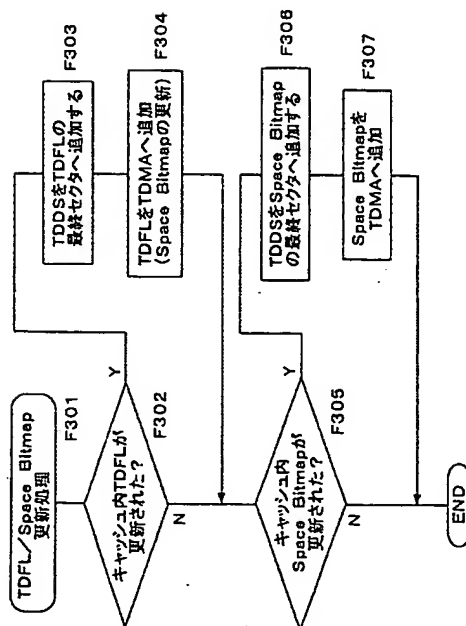 TDFL／Space Bitmap
更新処理
F301
キャッシュ内TDFLが
更新された？
F302
Y
N
TDDSをTDFLの
最終セクタへ追加する
F303
TDFLをTDMAへ追加
(Space Bitmapの更新)
F304
キャッシュ内
Space Bitmapが
更新された？
F305
Y
N
TDDSをSpace Bitmap
の最終セクタへ追加する
F306
Space Bitmapを
TDMAへ追加
F307
END